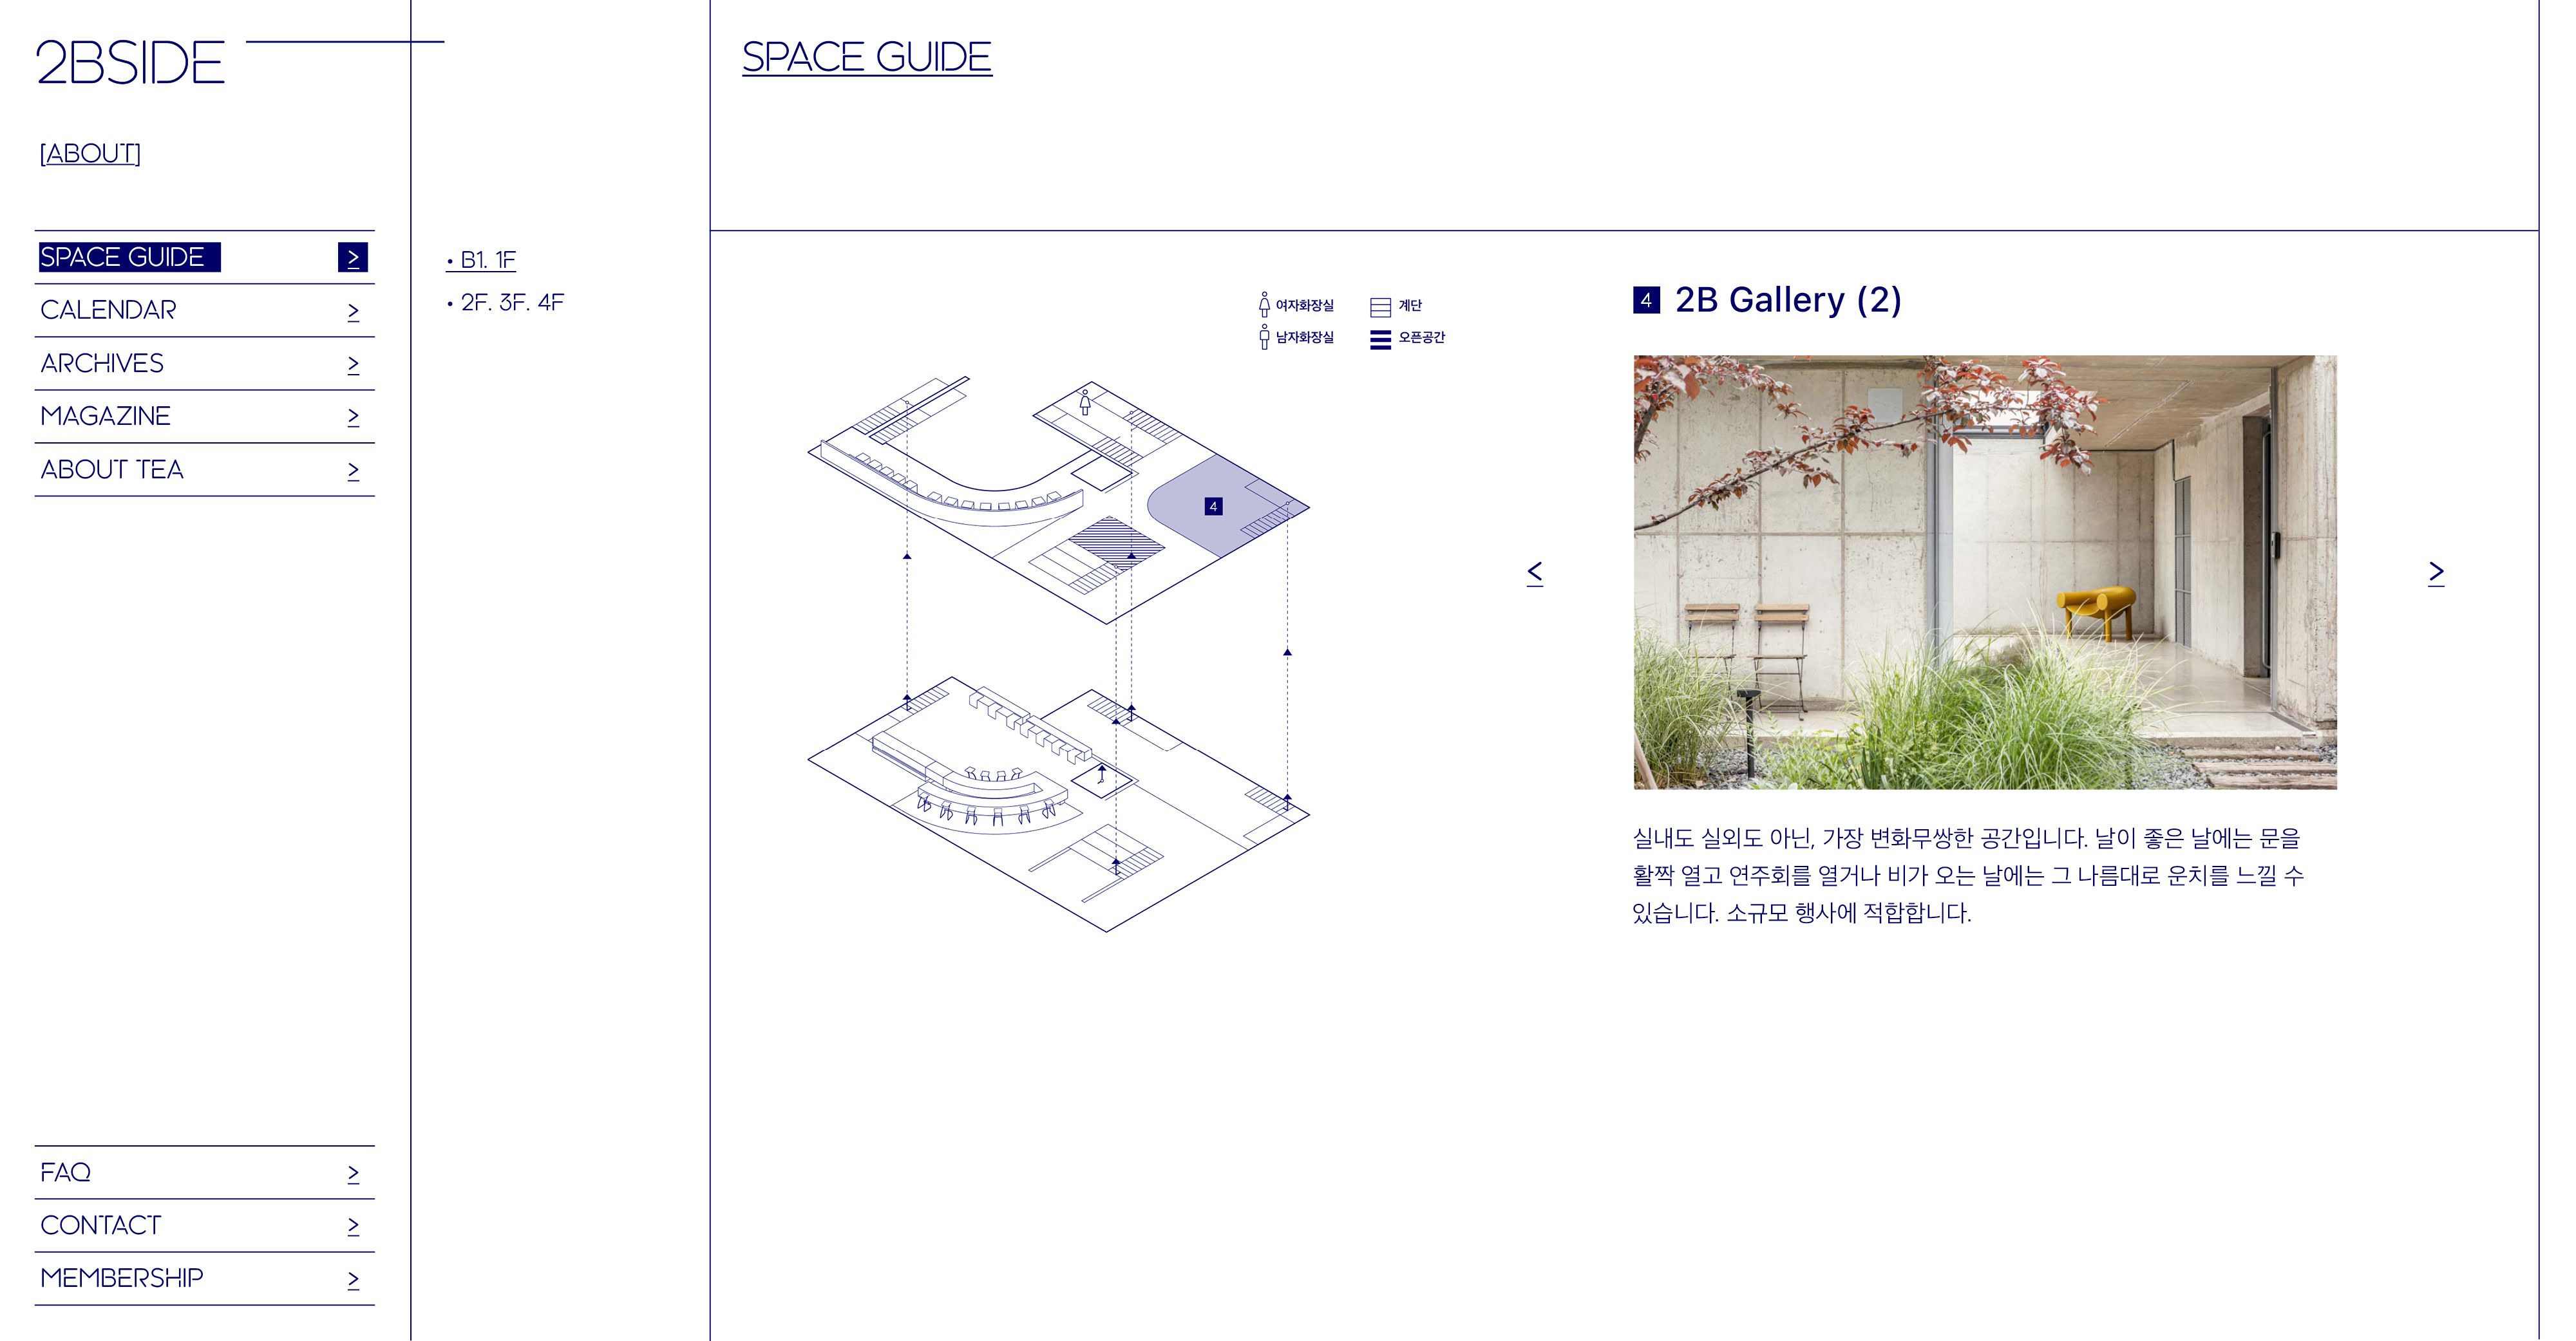 2BSIDE
[ABOUT]
SPACE GUIDE >
CALENDAR >
ARCHIVES >
MAGAZINE >
ABOUT TEA >
FAQ >
CONTACT >
MEMBERSHIP >
• B1. 1F
• 2F. 3F. 4F
SPACE GUIDE
여자화장실 계단
남자화장실 오픈공간
4
4 2B Gallery (2)
< >
실내도 실외도 아닌, 가장 변화무쌍한 공간입니다. 날이 좋은 날에는 문을
활짝 열고 연주회를 열거나 비가 오는 날에는 그 나름대로 운치를 느낄 수
있습니다. 소규모 행사에 적합합니다.